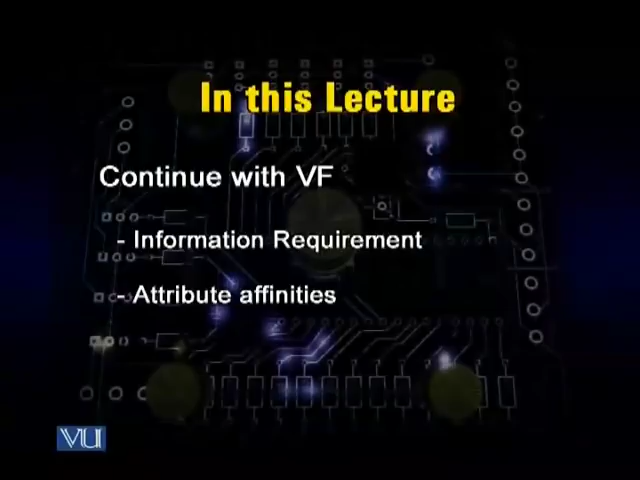 In this Lecture
Continue with VF
- Information Requirement
- Attribute affinities
VU